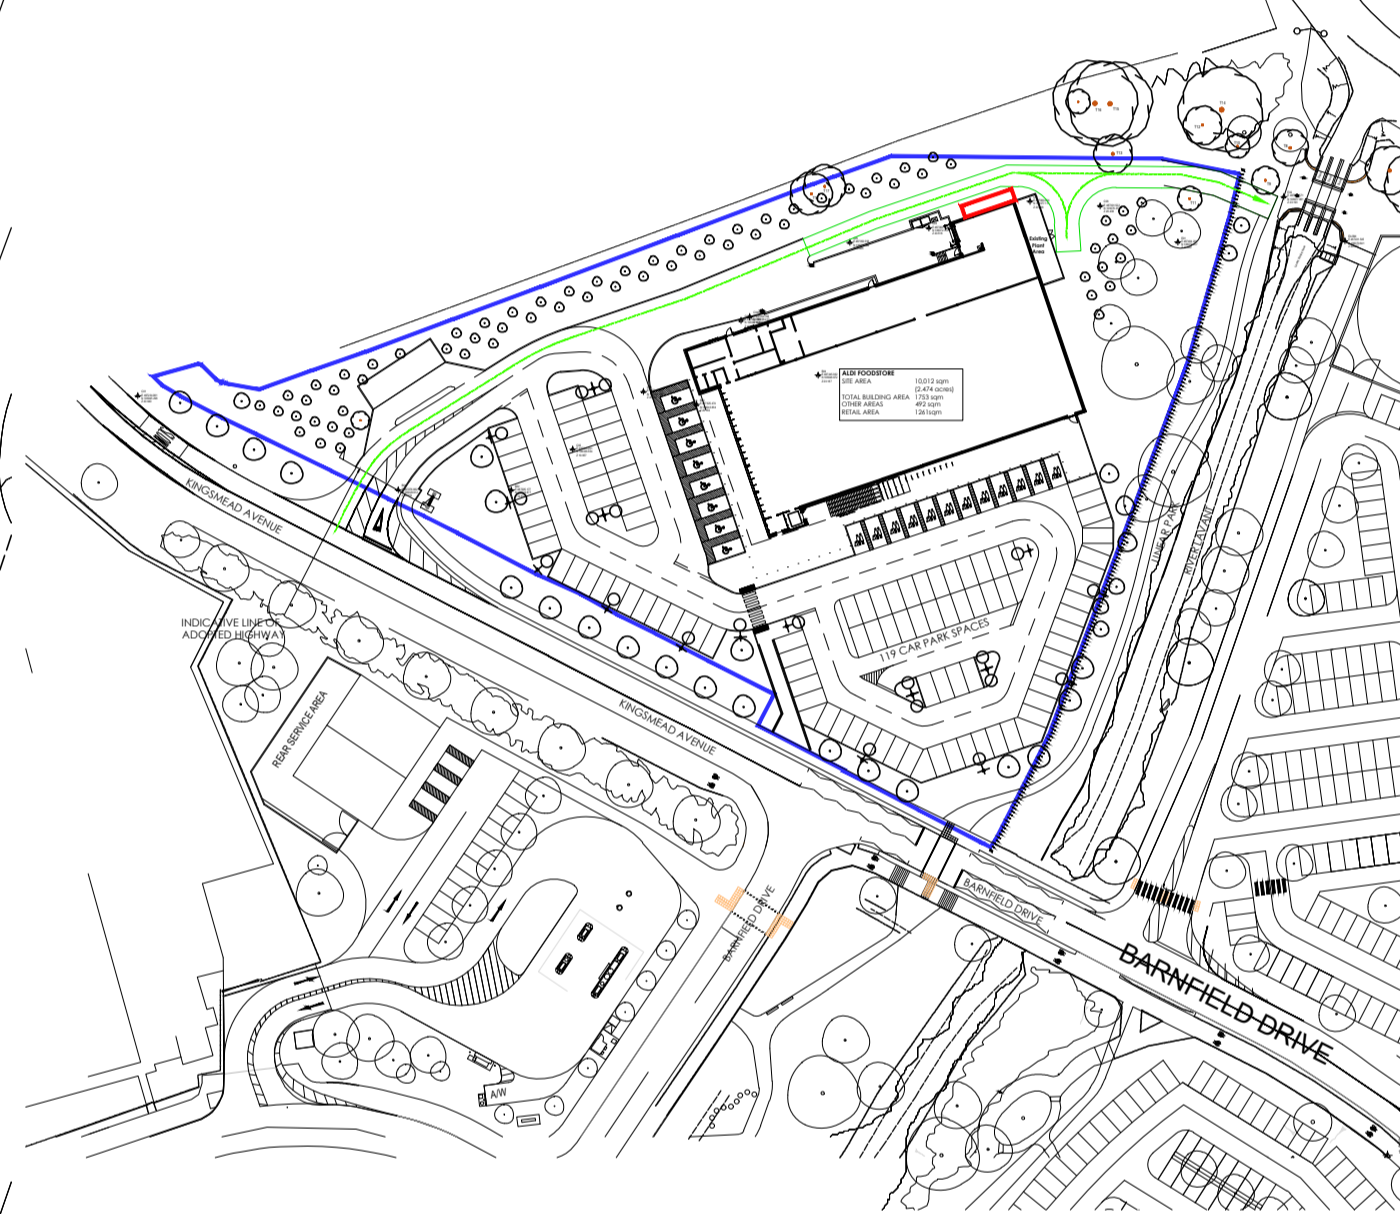 Existing
Plant
Area
ALDI FOODSTORE
SITE AREA 10,012 sqm
(2.474 acres)
TOTAL BUILDING AREA 1753 sqm
OTHER AREAS 492 sqm
RETAIL AREA 1261sqm
KINGSMEAD AVENUE
LINEAR PARK
INDICATIVE LINE OF
ADOPTED HIGHWAY
119 CAR PARK SPACES
REAR SERVICE AREA
KINGSMEAD AVENUE
BARNFIELD DRIVE
BARNFIELD DRIVE
BARNFIELD DRIVE
A/W